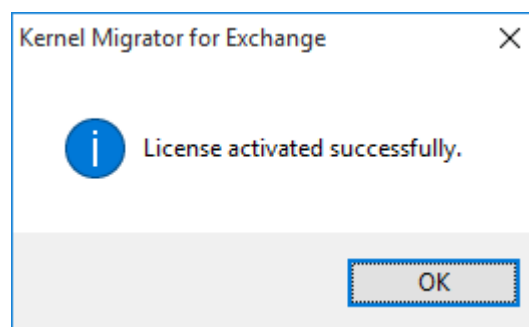 Kernel Migrator for Exchange
License activated successfully.
OK